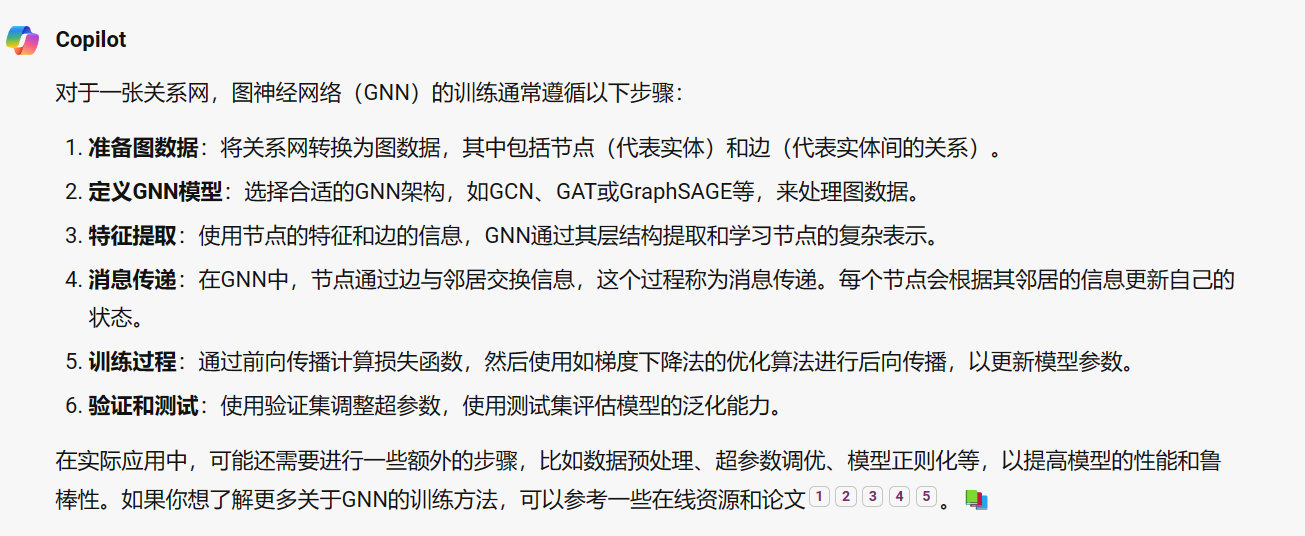 Copilot
对于一张关系网，图神经网络（GNN）的训练通常遵循以下步骤：
1. 准备图数据：将关系网转换为图数据，其中包括节点（代表实体）和边（代表实体间的关系）。
2. 定义GNN模型：选择合适的GNN架构，如GCN、GAT或GraphSAGE等，来处理图数据。
3. 特征提取：使用节点的特征和边的信息，GNN通过其层结构提取和学习节点的复杂表示。
4. 消息传递：在GNN中，节点通过边与邻居交换信息，这个过程称为消息传递。每个节点会根据其邻居的信息更新自己的
状态。
5. 训练过程：通过前向传播计算损失函数，然后使用如梯度下降法的优化算法进行后向传播，以更新模型参数。
6. 验证和测试：使用验证集调整超参数，使用测试集评估模型的泛化能力。
在实际应用中，可能还需要进行一些额外的步骤，比如数据预处理、超参数调优、模型正则化等，以提高模型的性能和鲁
棒性。如果你想了解更多关于GNN的训练方法，可以参考一些在线资源和论文 1 2 3 4 5 。